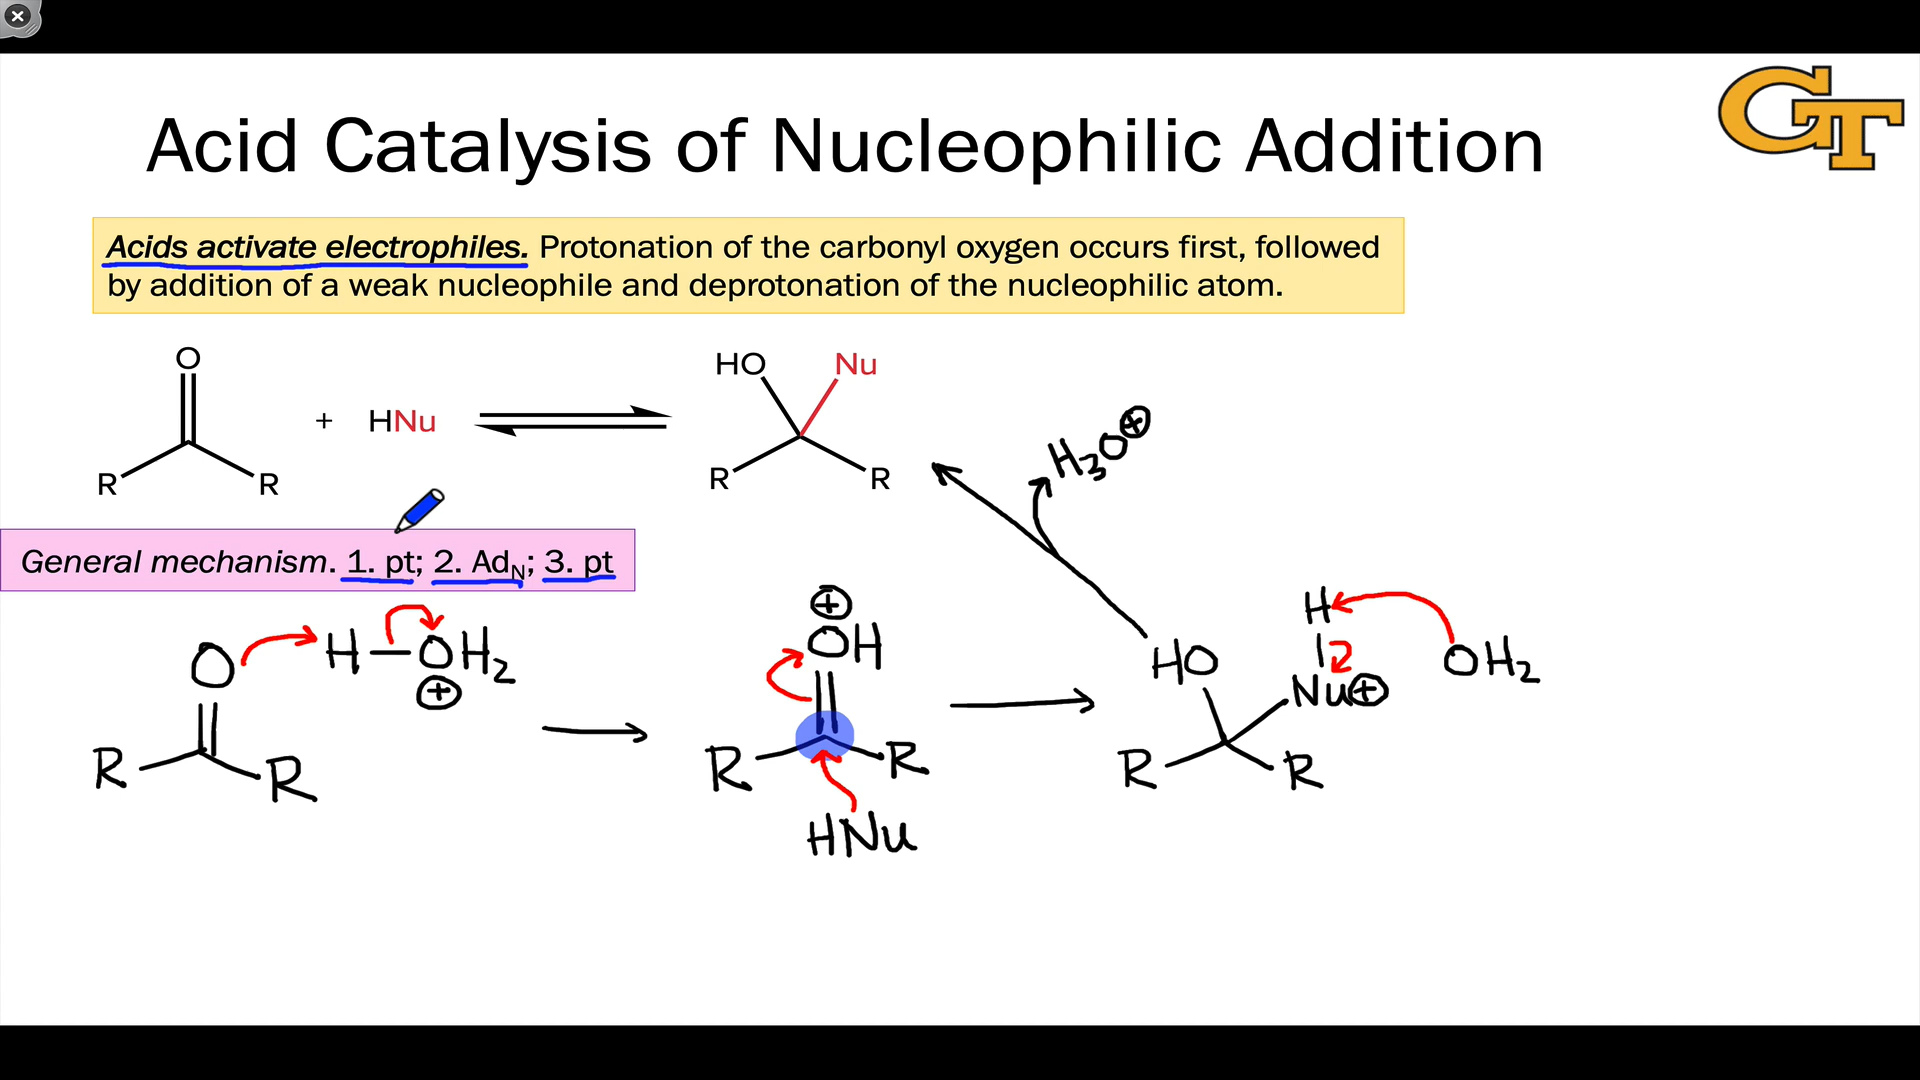 GT
Acid Catalysis of Nucleophilic Addition
Acids activate electrophiles. Protonation of the carbonyl oxygen occurs first, followed
by addition of a weak nucleophile and deprotonation of the nucleophilic atom.
O
R R
+ HNu
HO Nu
R R
H₃O⊕
General mechanism. 1. pt; 2. Ad_N; 3. pt
O H–OH₂
⊕
R R
⊕
OH
R R
HNu
H
HO Nu⊕ OH₂
R R